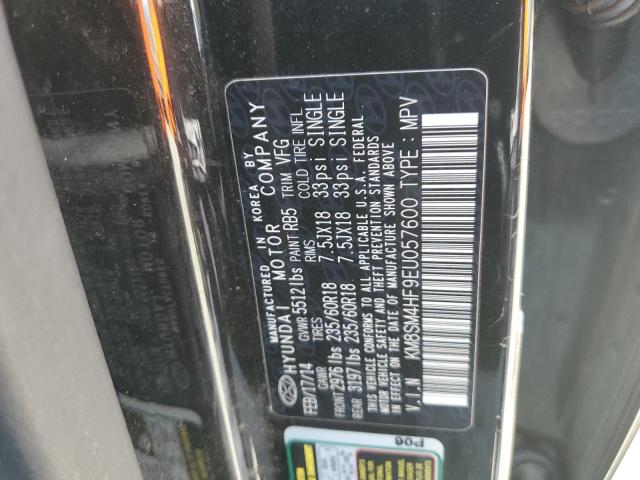 MANUFACTURED IN KOREA BY
HYUNDAI MOTOR COMPANY
FEB/17/14 GVWR 5512lbs PAINT RB5 TRIM VFG
GAWR TIRES RIMS COLD TIRE INFL
FRONT 2976 lbs 235/60R18 7.5JX18 33psi SINGLE
REAR 3197 lbs 235/60R18 7.5JX18 33psi SINGLE
THIS VEHICLE CONFORMS TO ALL APPLICABLE U.S.A. FEDERAL
MOTOR VEHICLE SAFETY AND THEFT PREVENTION STANDARDS
IN EFFECT ON THE DATE OF MANUFACTURE SHOWN ABOVE
V.I.N KM8SM4HF9EU057600 TYPE : MPV
P06